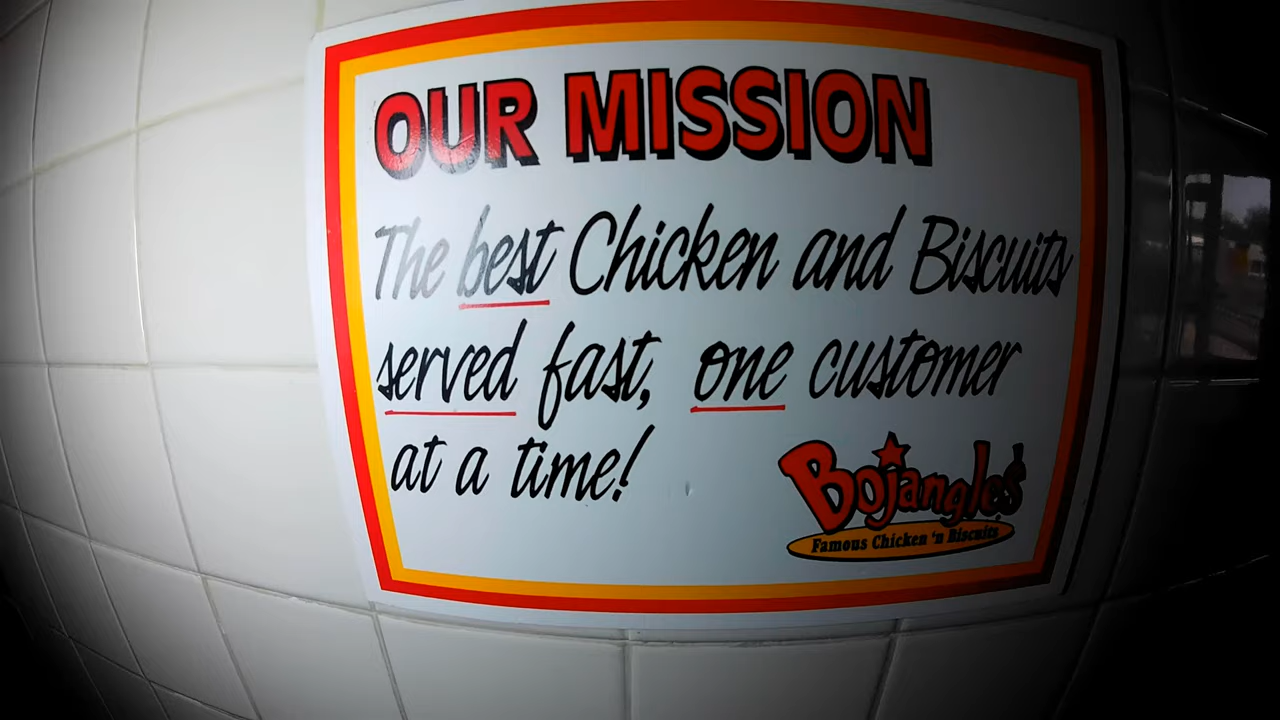 OUR MISSION
The best Chicken and Biscuits
served fast, one customer
at a time!
Bojangles'
Famous Chicken 'n Biscuits